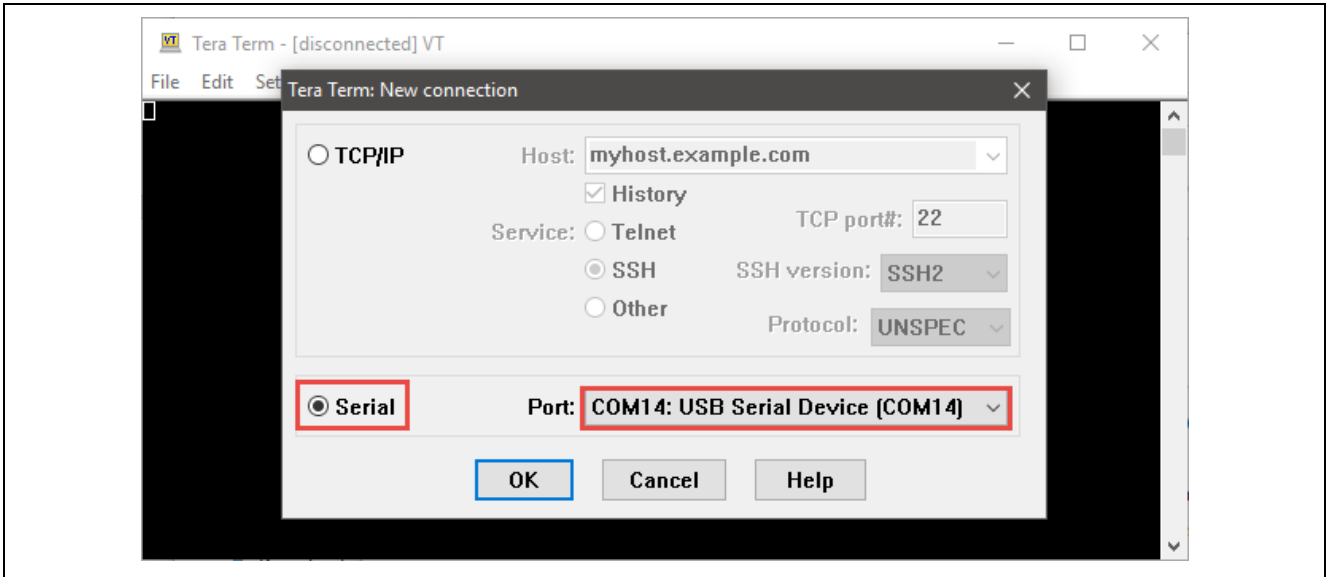 VT Tera Term - [disconnected] VT
File Edit Set
Tera Term: New connection
TCP/IP Host: myhost.example.com
History
Service: Telnet TCP port#: 22
SSH SSH version: SSH2
Other Protocol: UNSPEC
Serial Port: COM14: USB Serial Device (COM14)
OK Cancel Help